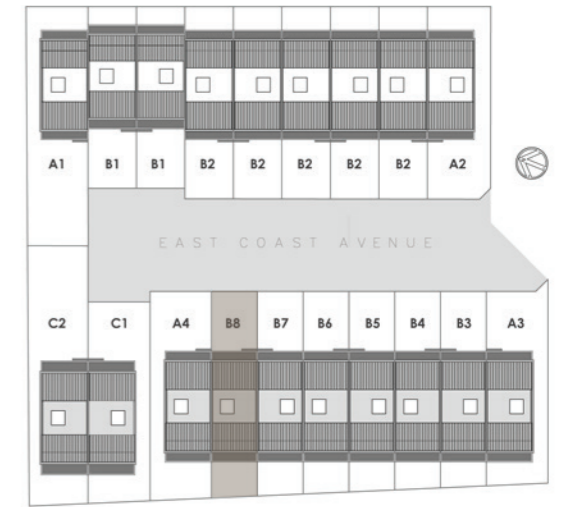 A1 B1 B1 B2 B2 B2 B2 B2 A2
EAST COAST AVENUE
C2 C1 A4 B8 B7 B6 B5 B4 B3 A3